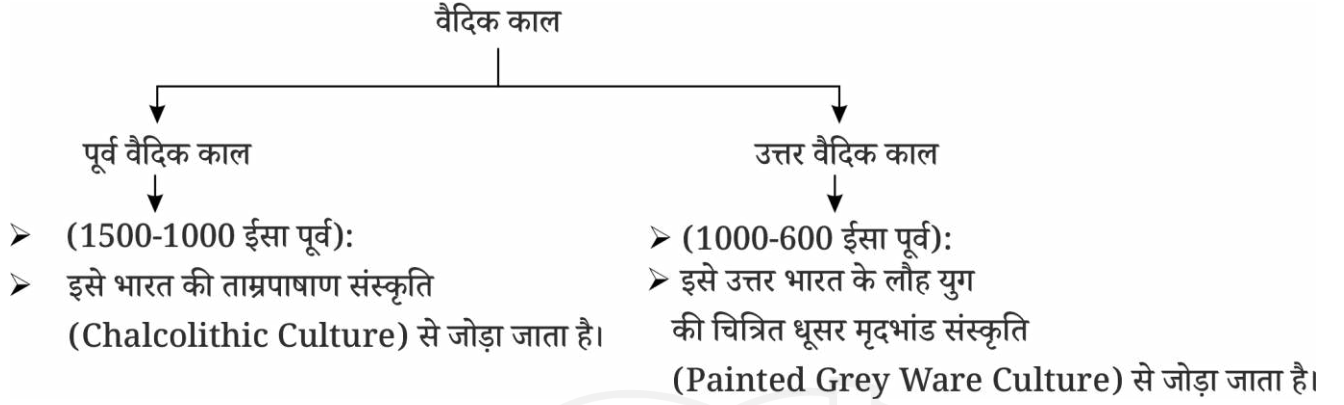 वैदिक काल
पूर्व वैदिक काल
➢ (1500-1000 ईसा पूर्व):
➢ इसे भारत की ताम्रपाषाण संस्कृति
(Chalcolithic Culture) से जोड़ा जाता है।
उत्तर वैदिक काल
➢ (1000-600 ईसा पूर्व):
➢ इसे उत्तर भारत के लौह युग
की चित्रित धूसर मृदभांड संस्कृति
(Painted Grey Ware Culture) से जोड़ा जाता है।